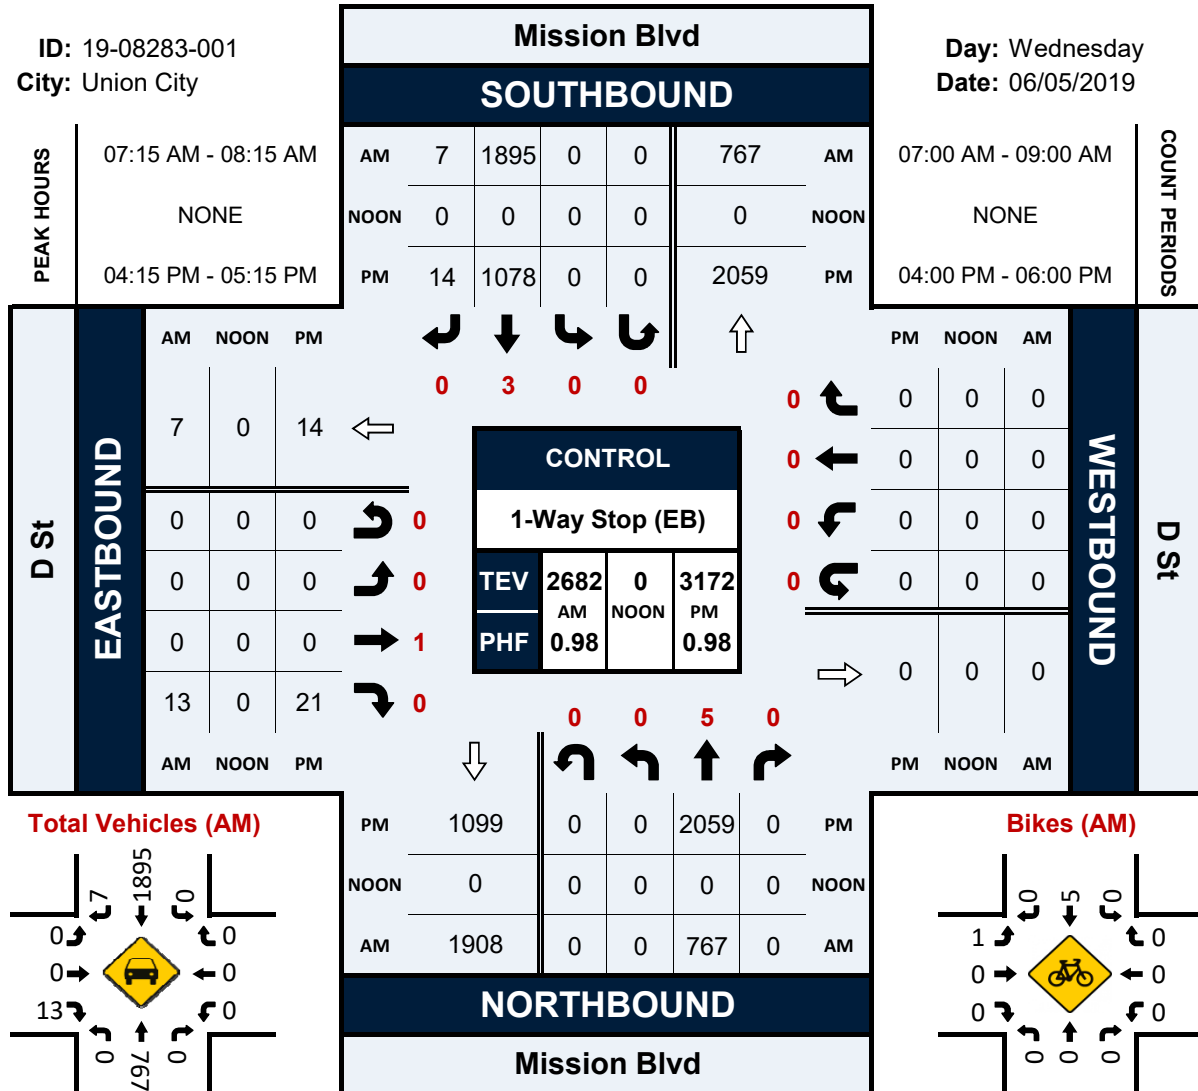 Mission Blvd
ID: 19-08283-001
City: Union City
Day: Wednesday
Date: 06/05/2019
SOUTHBOUND
PEAK HOURS
07:15 AM - 08:15 AM
NONE
04:15 PM - 05:15 PM
AM 7 1895 0 0 767 AM
NOON 0 0 0 0 0 NOON
PM 14 1078 0 0 2059 PM
07:00 AM - 09:00 AM
NONE
04:00 PM - 06:00 PM
COUNT PERIODS
0 3 0 0
D St
EASTBOUND
AM NOON PM
7 0 14
0 0 0 0
0 0 0 0
0 0 0 1
13 0 21 0
AM NOON PM
CONTROL
1-Way Stop (EB)
TEV 2682 0 3172
AM NOON PM
PHF 0.98 0.98
PM NOON AM
0 0 0 0
0 0 0 0
0 0 0 0
0 0 0 0
0 0 0
PM NOON AM
WESTBOUND
D St
0 0 5 0
PM 1099 0 0 2059 0 PM
NOON 0 0 0 0 0 NOON
AM 1908 0 0 767 0 AM
NORTHBOUND
Mission Blvd
Total Vehicles (AM)
7 1895 0
0 0
0 0
13 0
0 767 0
Bikes (AM)
0 5 0
1 0
0 0
0 0
0 0 0